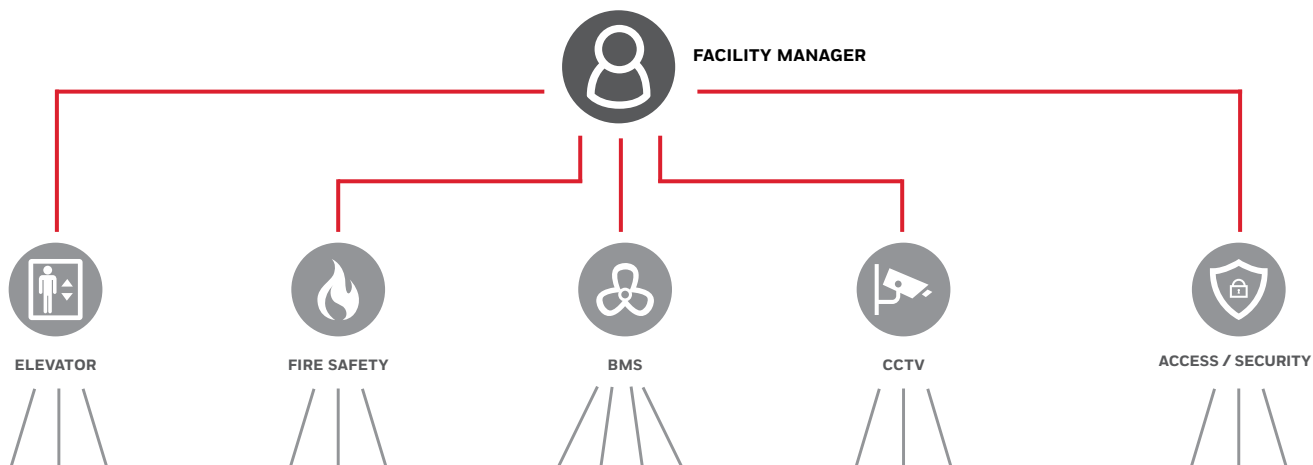 FACILITY MANAGER
ELEVATOR
FIRE SAFETY
BMS
CCTV
ACCESS / SECURITY